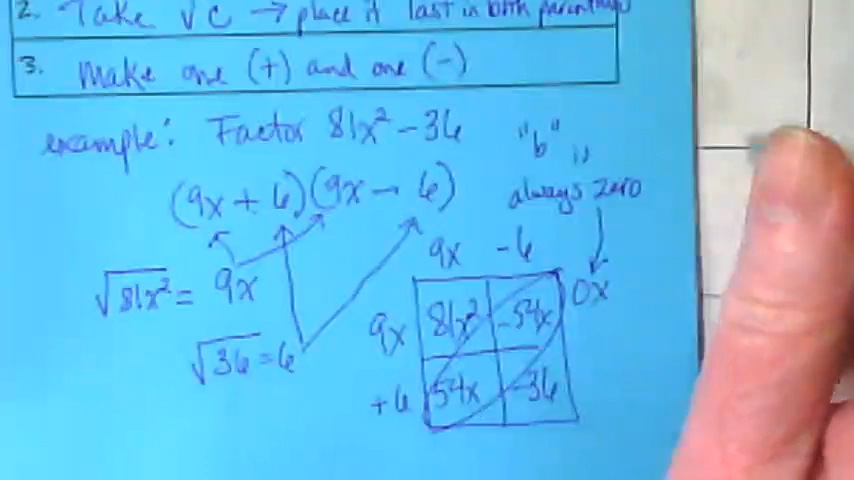 2. Take √C → place it last in both parentheses
3. Make one (+) and one (-)
example: Factor 81x² - 36
"b" is
always zero
(9x + 6)(9x - 6)
9x -6
√81x² = 9x
0x
9x 81x² -54x
√36 = 6
+6 54x -36